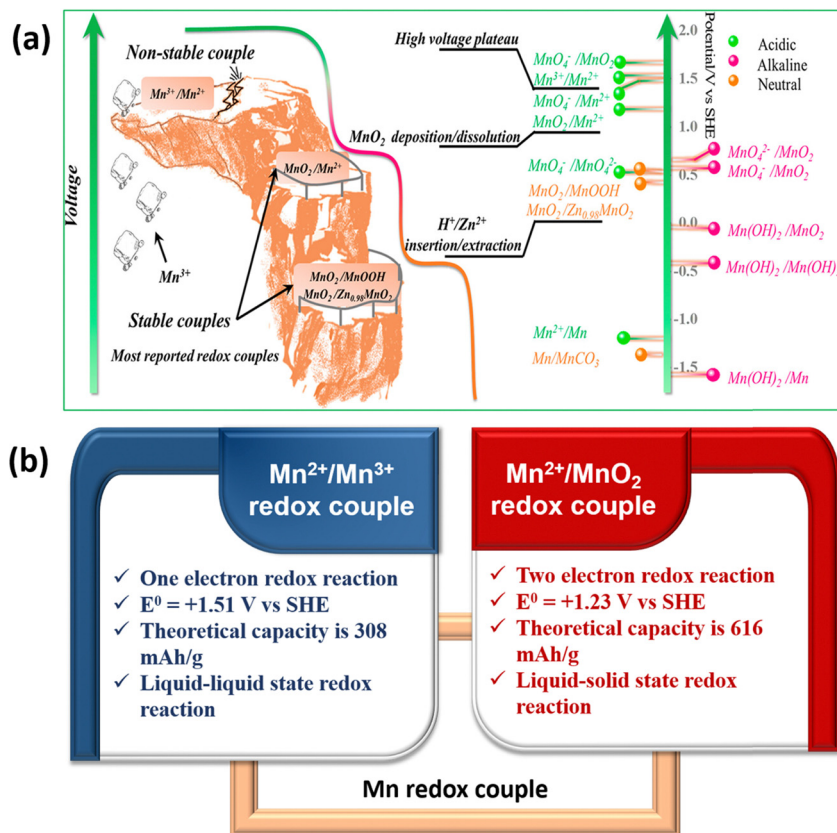 (a)
Voltage
Non-stable couple
Mn³⁺/Mn²⁺
Mn³⁺
MnO₂/Mn²⁺
MnO₂/MnOOH
MnO₂/Zn₀.₉₈MnO₂
Stable couples
Most reported redox couples
High voltage plateau
MnO₂ deposition/dissolution
H⁺/Zn²⁺
insertion/extraction
MnO₄⁻/MnO₂
Mn³⁺/Mn²⁺
MnO₄⁻/Mn²⁺
MnO₂/Mn²⁺
MnO₄⁻/MnO₄²⁻
MnO₂/MnOOH
MnO₂/Zn₀.₉₈MnO₂
Mn²⁺/Mn
Mn/MnCO₃
2.0
1.5
1.0
0.5
0.0
-0.5
-1.0
-1.5
Potential/V vs SHE
Acidic
Alkaline
Neutral
MnO₄²⁻/MnO₂
MnO₄⁻/MnO₂
Mn(OH)₂/MnO₂
Mn(OH)₂/Mn(OH)
Mn(OH)₂/Mn
(b)
Mn²⁺/Mn³⁺
redox couple
✓ One electron redox reaction
✓ E⁰ = +1.51 V vs SHE
✓ Theoretical capacity is 308
mAh/g
✓ Liquid-liquid state redox
reaction
Mn²⁺/MnO₂
redox couple
✓ Two electron redox reaction
✓ E⁰ = +1.23 V vs SHE
✓ Theoretical capacity is 616
mAh/g
✓ Liquid-solid state redox
reaction
Mn redox couple